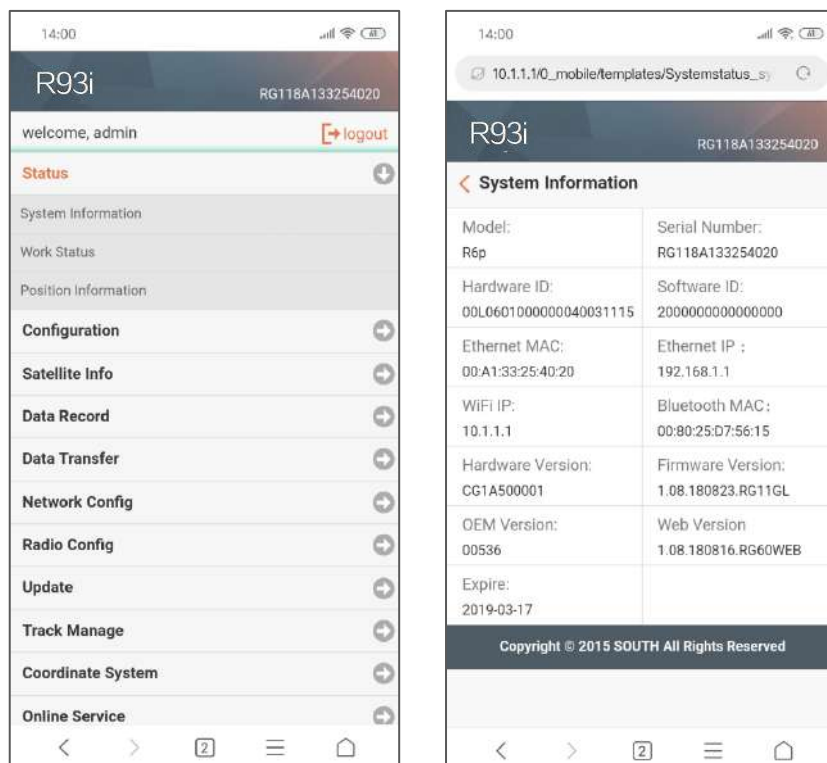 14:00
R93i
RG118A133254020
welcome, admin
logout
Status
System Information
Work Status
Position Information
Configuration
Satellite Info
Data Record
Data Transfer
Network Config
Radio Config
Update
Track Manage
Coordinate System
Online Service
2
14:00
10.1.1.1/0_mobile/templates/Systemstatus_sy
R93i
RG118A133254020
System Information
Model: Serial Number:
R6p RG118A133254020
Hardware ID: Software ID:
00L0601000000040031115 2000000000000000
Ethernet MAC: Ethernet IP :
00:A1:33:25:40:20 192.168.1.1
WiFi IP: Bluetooth MAC:
10.1.1.1 00:80:25:D7:56:15
Hardware Version: Firmware Version:
CG1A500001 1.08.180823.RG11GL
OEM Version: Web Version
00536 1.08.180816.RG60WEB
Expire:
2019-03-17
Copyright © 2015 SOUTH All Rights Reserved
2